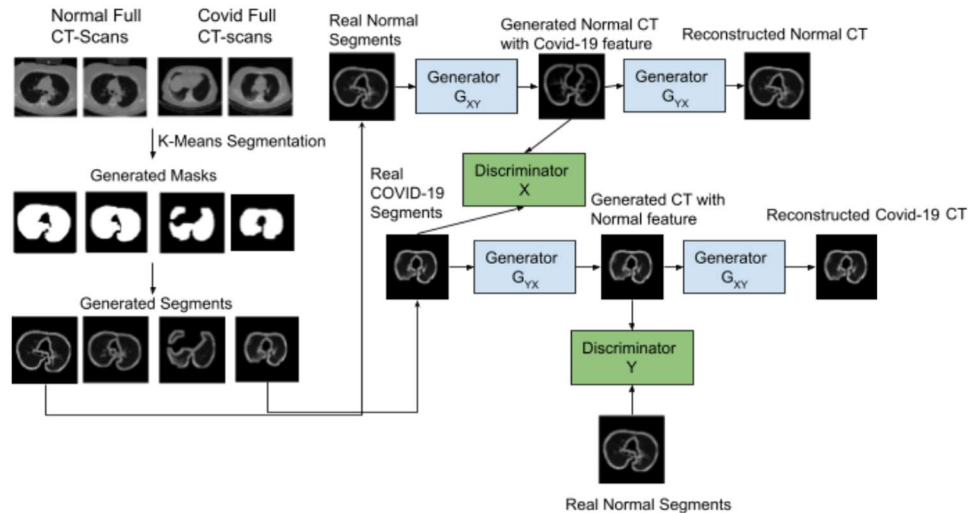 Normal Full
CT-Scans
Covid Full
CT-scans
K-Means Segmentation
Generated Masks
Generated Segments
Real Normal
Segments
Generator
G_XY
Generated Normal CT
with Covid-19 feature
Generator
G_YX
Reconstructed Normal CT
Discriminator
X
Real
COVID-19
Segments
Generator
G_YX
Generated CT with
Normal feature
Generator
G_XY
Reconstructed Covid-19 CT
Discriminator
Y
Real Normal Segments